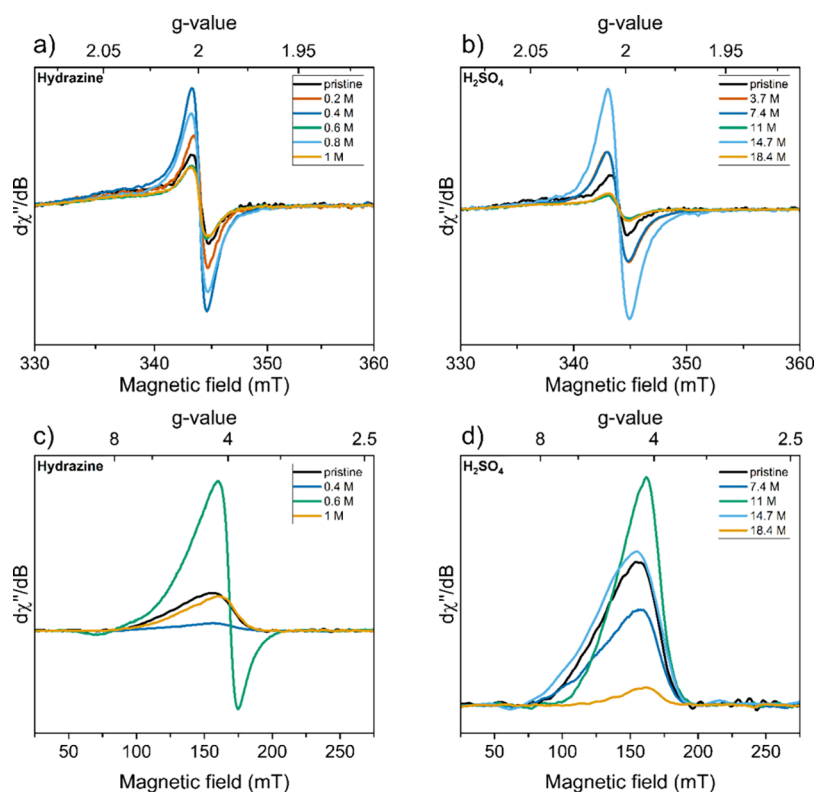 g-value
2.05 2 1.95
a)
Hydrazine
pristine
0.2 M
0.4 M
0.6 M
0.8 M
1 M
dχ''/dB
330 340 350 360
Magnetic field (mT)
g-value
2.05 2 1.95
b)
H₂SO₄
pristine
3.7 M
7.4 M
11 M
14.7 M
18.4 M
dχ''/dB
330 340 350 360
Magnetic field (mT)
g-value
8 4 2.5
c)
Hydrazine
pristine
0.4 M
0.6 M
1 M
dχ''/dB
50 100 150 200 250
Magnetic field (mT)
g-value
8 4 2.5
d)
H₂SO₄
pristine
7.4 M
11 M
14.7 M
18.4 M
dχ''/dB
50 100 150 200 250
Magnetic field (mT)